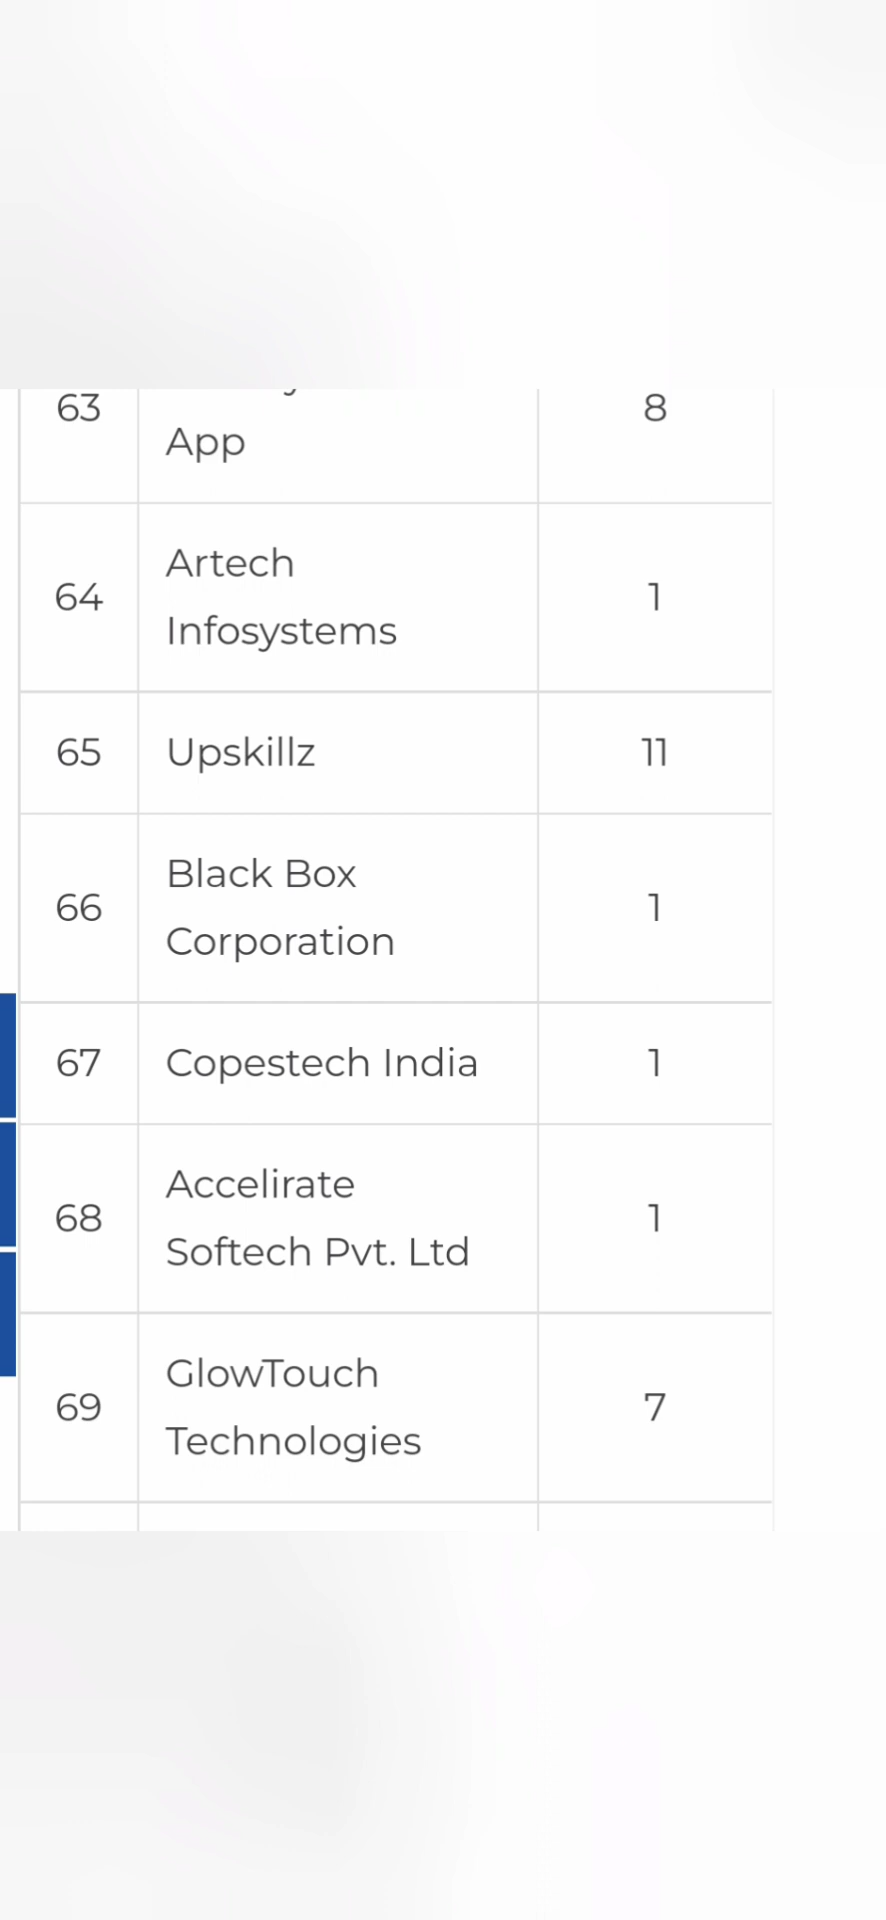 63
App
8
Artech
64
1
Infosystems
65 Upskillz 11
Black Box
66
1
Corporation
67 Copestech India 1
Accelirate
68
1
Softech Pvt. Ltd
GlowTouch
69
7
Technologies